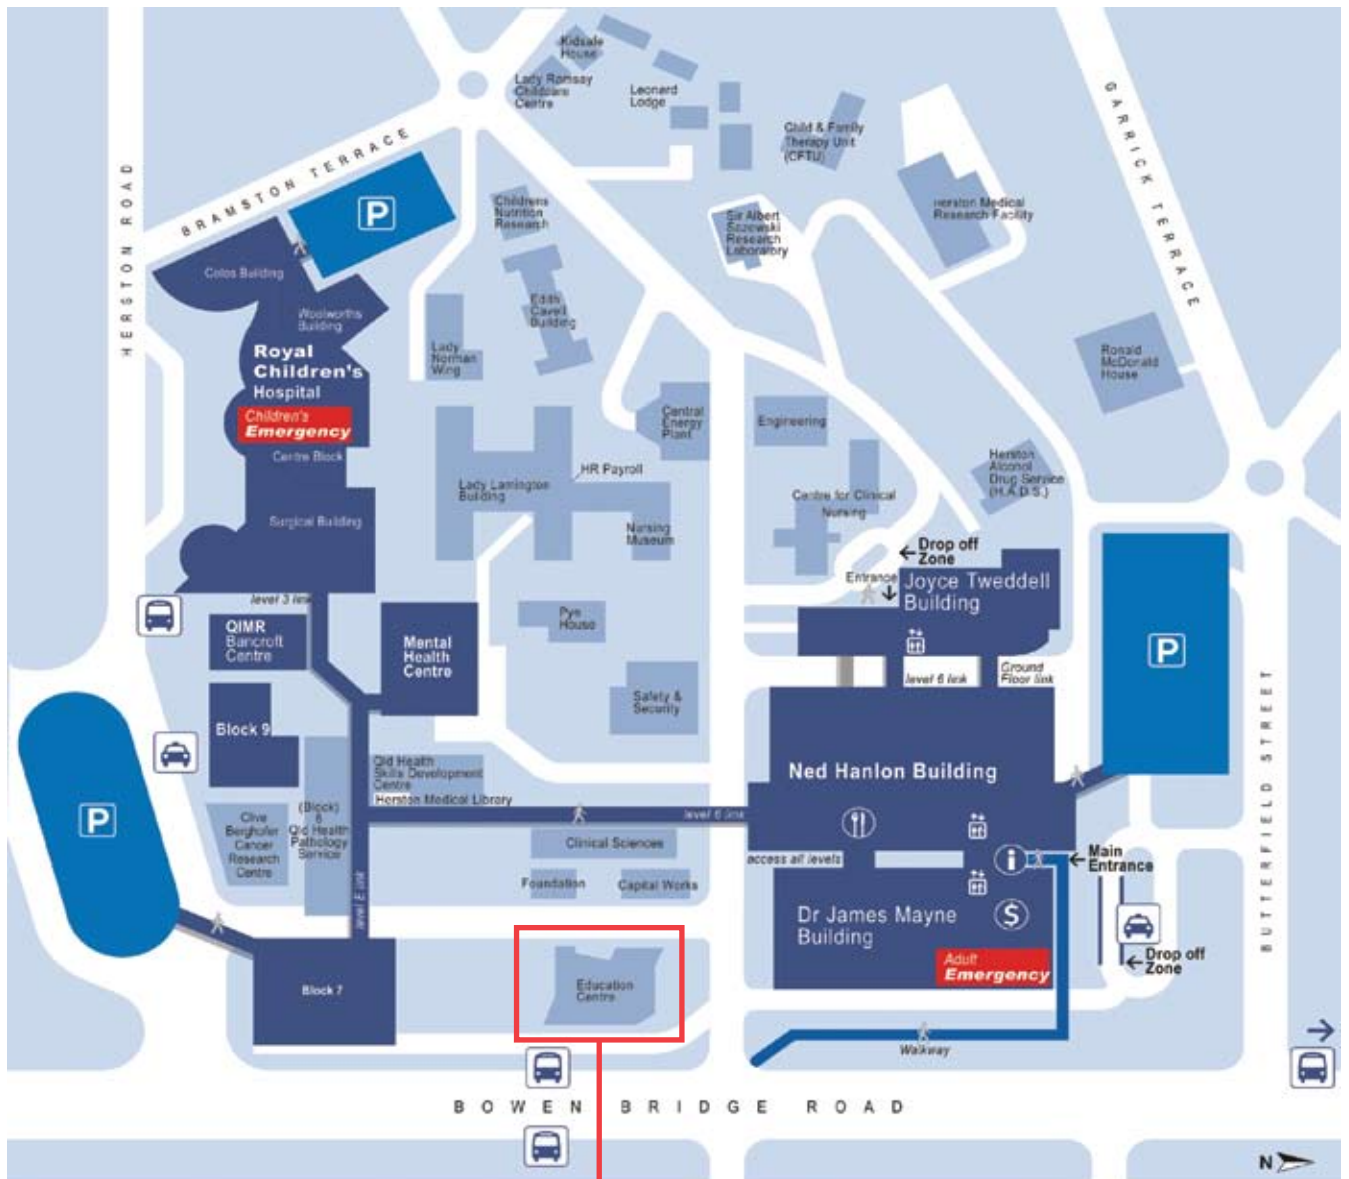 Kidsafe
House
Lady Ramsay
Childcare
Centre
Leonard
Lodge
Child & Family
Therapy Unit
(CFTU)
GARRICK TERRACE
BRAMSTON TERRACE
HERSTON ROAD
P
Childrens
Nutrition
Research
Sir Albert
Sazewski
Research
Laboratory
Herston Medical
Research Facility
Colos Building
Woolworths
Building
Edith
Cavell
Building
Lady
Norman
Wing
Royal
Children's
Hospital
Children's
Emergency
Centre Block
Surgical Building
Ronald
McDonald
House
Central
Energy
Plant
Engineering
HR Payroll
Lady Lamington
Building
Nursing
Museum
Herston
Alcohol
Drug Service
(H.A.D.S.)
Centre for Clinical
Nursing
Drop off
Zone
Entrance
Joyce Tweddell
Building
level 3 link
QIMR
Bancroft
Centre
Mental
Health
Centre
Pye
House
P
level 6 link
Ground
Floor link
Safety &
Security
Block 9
Ned Hanlon Building
BUTTERFIELD STREET
Qld Health
Skills Development
Centre
Herston Medical Library
P
Clive
Berghofer
Cancer
Research
Centre
(Block)
6
Qld Health
Pathology
Service
level 6 link
Clinical Sciences
access all levels
i
Main
Entrance
Foundation
Capital Works
level E link
Dr James Mayne
Building
$
Adult
Emergency
Drop off
Zone
Block 7
Education
Centre
Walkway
BOWEN BRIDGE ROAD
N